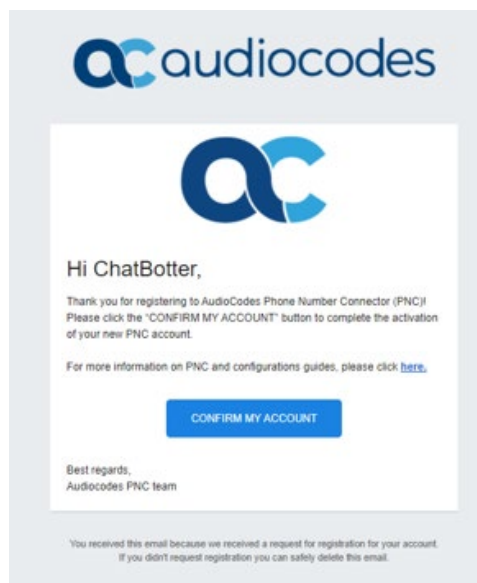 audiocodes
Hi ChatBotter,
Thank you for registering to AudioCodes Phone Number Connector (PNC)!
Please click the "CONFIRM MY ACCOUNT" button to complete the activation
of your new PNC account.
For more information on PNC and configurations guides, please click here.
CONFIRM MY ACCOUNT
Best regards,
Audiocodes PNC team
You received this email because we received a request for registration for your account.
If you didn't request registration you can safely delete this email.